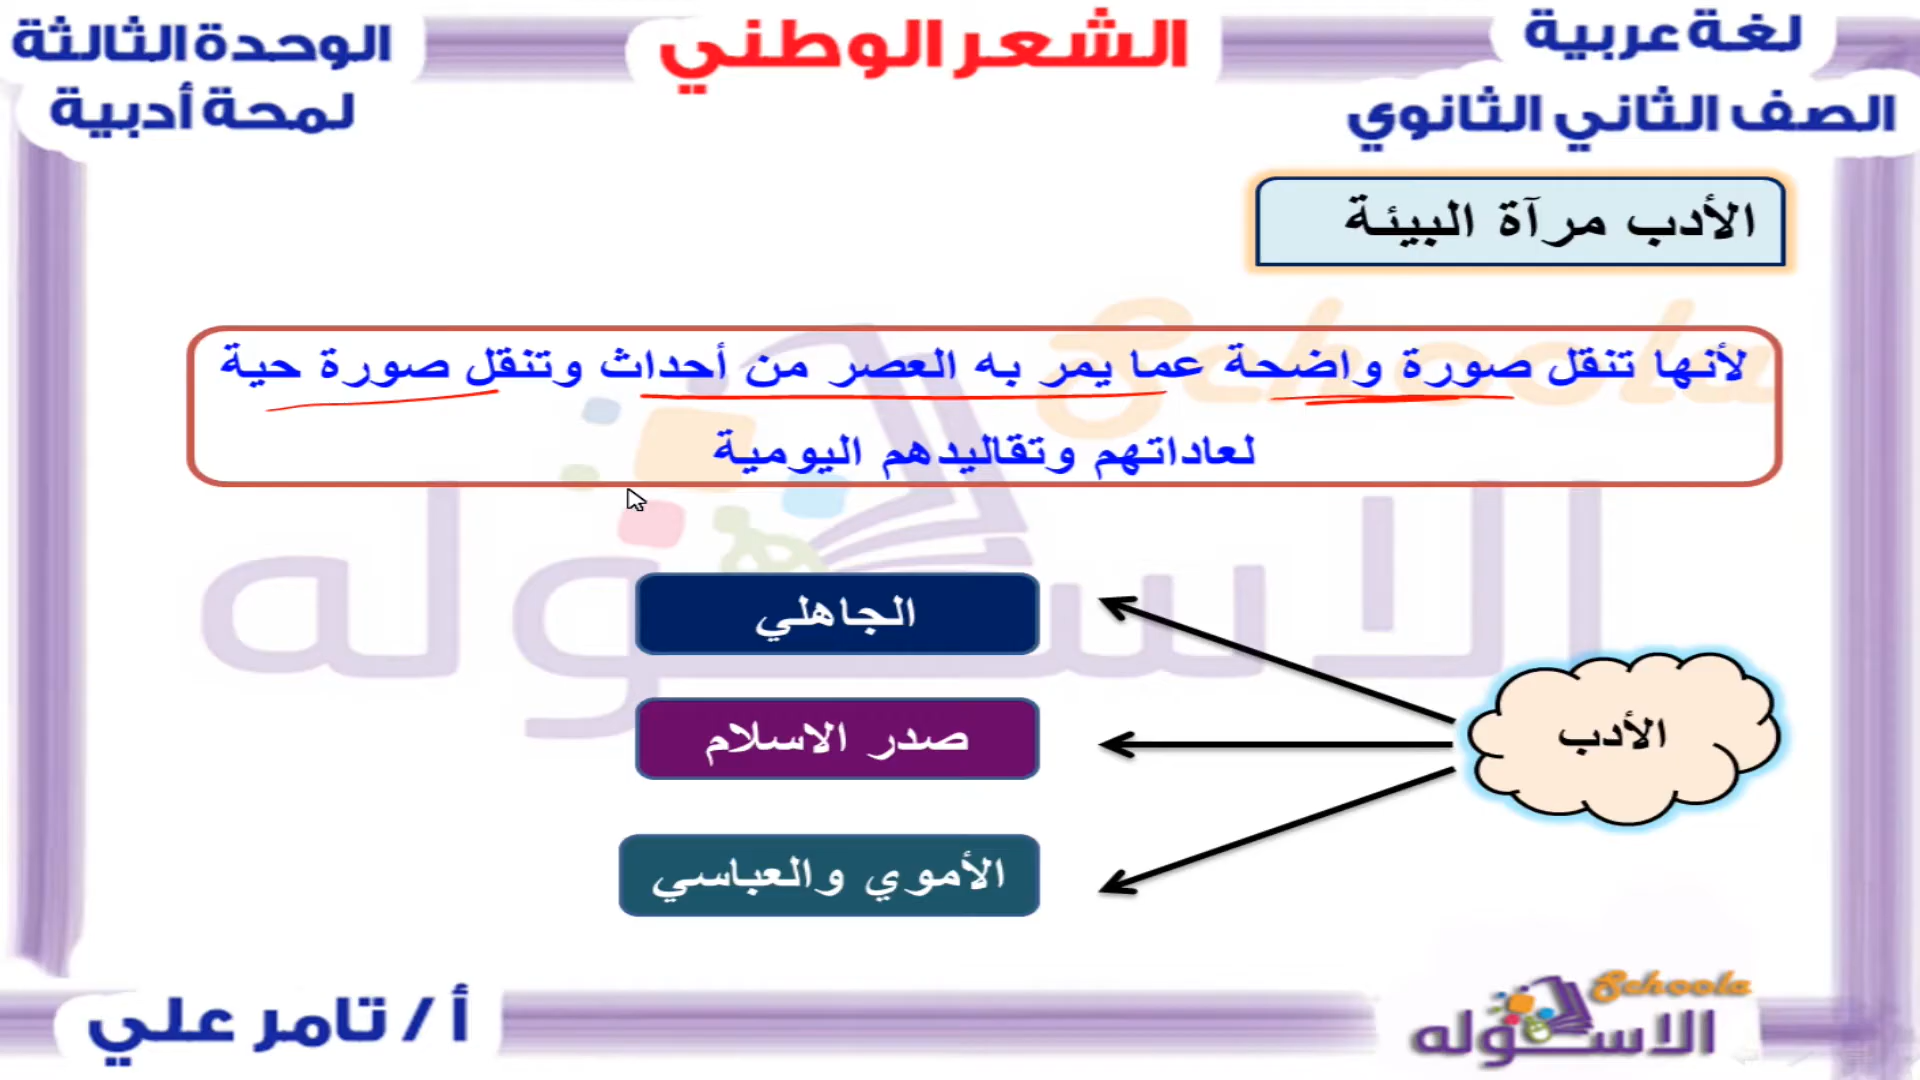 لغة عربية
الصف الثاني الثانوي
الشعر الوطني
الوحدة الثالثة
لمحة أدبية
الأدب مرآة البيئة
لأنها تنقل صورة واضحة عما يمر به العصر من أحداث وتنقل صورة حية
لعاداتهم وتقاليدهم اليومية
الأدب
الجاهلي
صدر الاسلام
الأموي والعباسي
أ / تامر علي
Schoola
الاسكوله